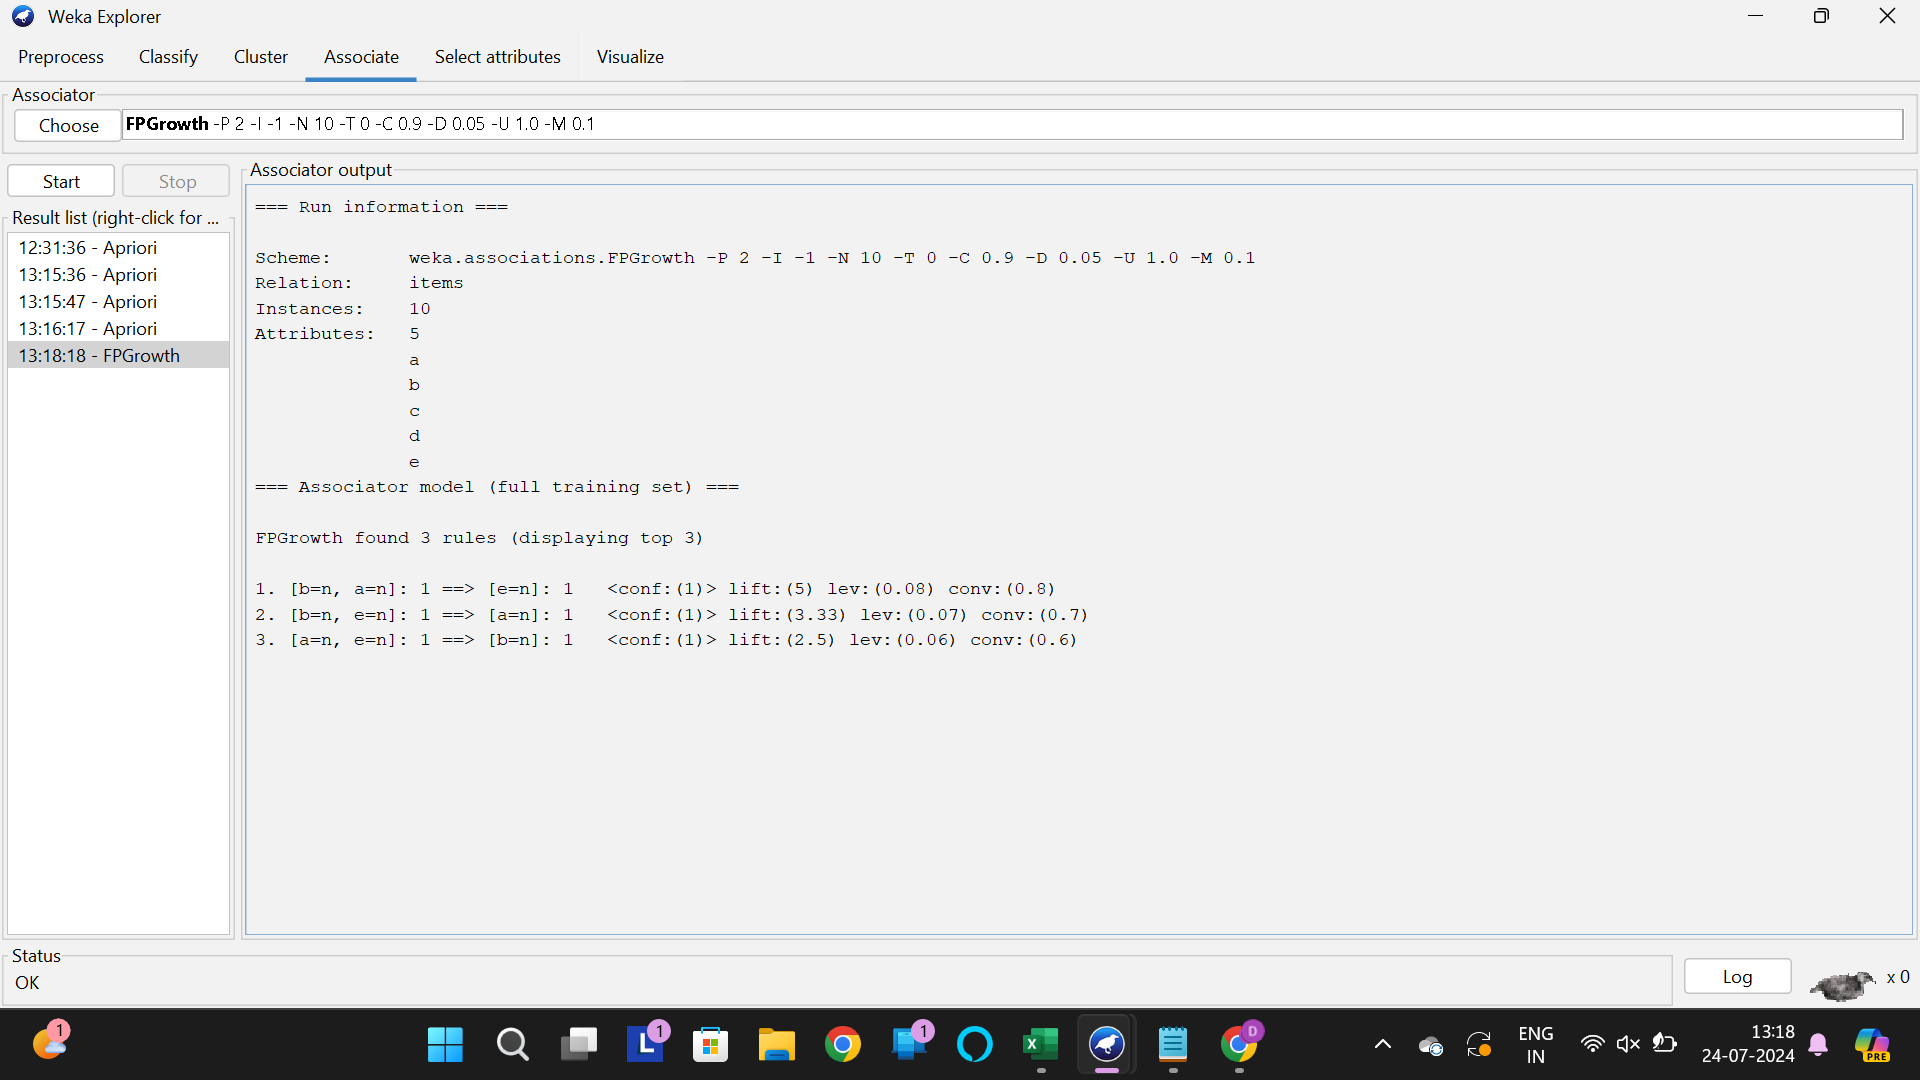 Weka Explorer
Preprocess Classify Cluster Associate Select attributes Visualize
Associator
Choose FPGrowth -P 2 -I -1 -N 10 -T 0 -C 0.9 -D 0.05 -U 1.0 -M 0.1
Start Stop
Result list (right-click for ...
12:31:36 - Apriori
13:15:36 - Apriori
13:15:47 - Apriori
13:16:17 - Apriori
13:18:18 - FPGrowth
Associator output
=== Run information ===
Scheme: weka.associations.FPGrowth -P 2 -I -1 -N 10 -T 0 -C 0.9 -D 0.05 -U 1.0 -M 0.1
Relation: items
Instances: 10
Attributes: 5
a
b
c
d
e
=== Associator model (full training set) ===
FPGrowth found 3 rules (displaying top 3)
1. [b=n, a=n]: 1 ==> [e=n]: 1 <conf:(1)> lift:(5) lev:(0.08) conv:(0.8)
2. [b=n, e=n]: 1 ==> [a=n]: 1 <conf:(1)> lift:(3.33) lev:(0.07) conv:(0.7)
3. [a=n, e=n]: 1 ==> [b=n]: 1 <conf:(1)> lift:(2.5) lev:(0.06) conv:(0.6)
Status
OK
Log
x 0
1
L 1
1
X
D
ENG
IN
13:18
24-07-2024
PRE